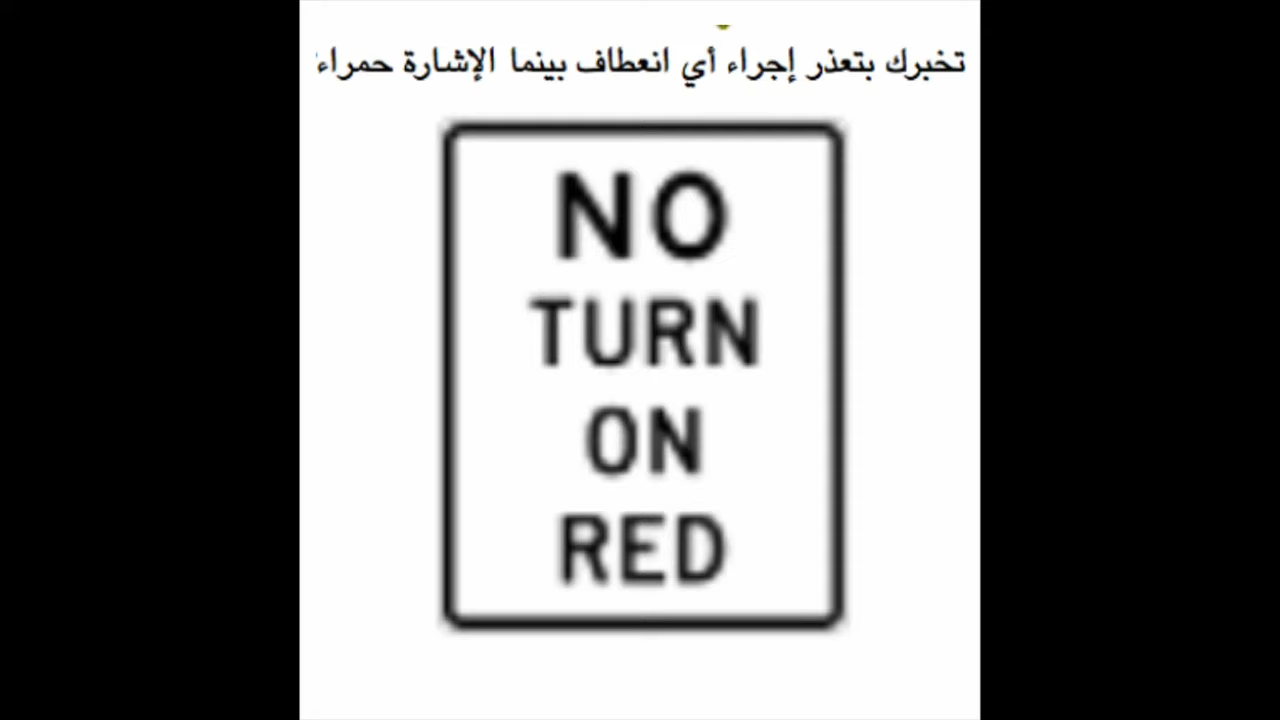 تخبرك بتعذر إجراء أي انعطاف بينما الإشارة حمراء
NO
TURN
ON
RED